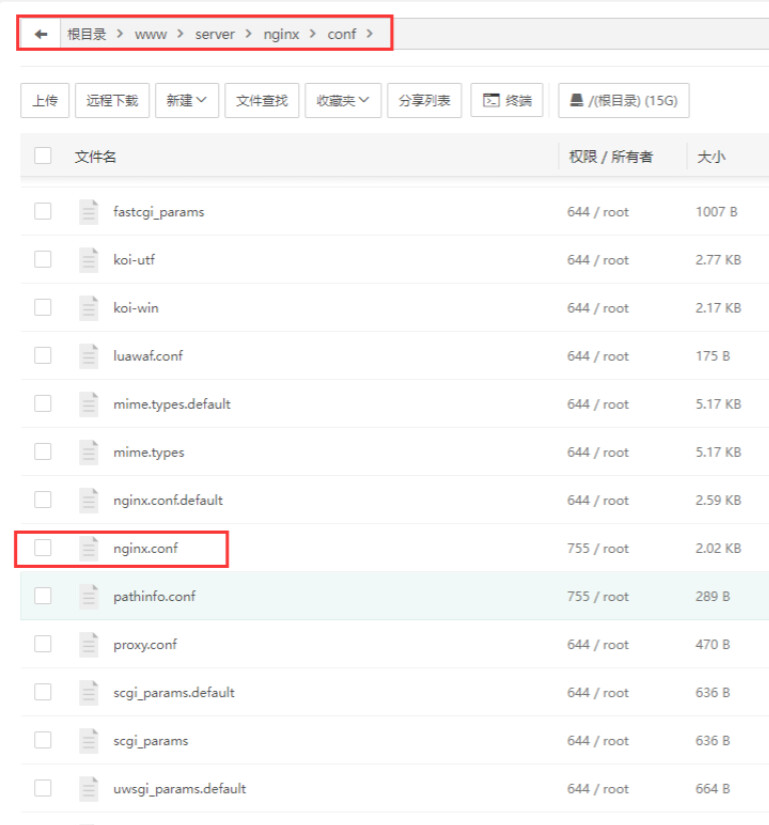 根目录 > www > server > nginx > conf >
上传 远程下载 新建 文件查找 收藏夹 分享列表 终端 /(根目录) (15G)
文件名 权限 / 所有者 大小
fastcgi_params 644 / root 1007 B
koi-utf 644 / root 2.77 KB
koi-win 644 / root 2.17 KB
luawaf.conf 644 / root 175 B
mime.types.default 644 / root 5.17 KB
mime.types 644 / root 5.17 KB
nginx.conf.default 644 / root 2.59 KB
nginx.conf 755 / root 2.02 KB
pathinfo.conf 755 / root 289 B
proxy.conf 644 / root 470 B
scgi_params.default 644 / root 636 B
scgi_params 644 / root 636 B
uwsgi_params.default 644 / root 664 B